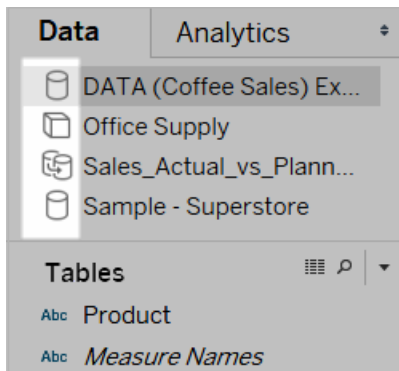 Data Analytics
DATA (Coffee Sales) Ex...
Office Supply
Sales_Actual_vs_Plann...
Sample - Superstore
Tables
Abc Product
Abc Measure Names